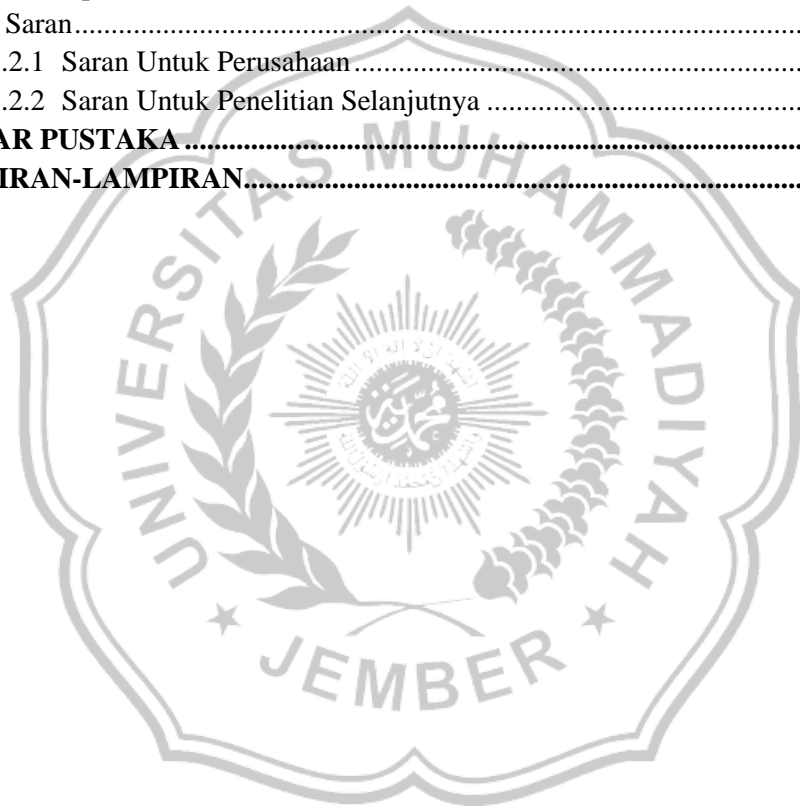 Saran.......................................................................................................................
.2.1 Saran Untuk Perusahaan.........................................................................
.2.2 Saran Untuk Penelitian Selanjutnya ....................................................
AR PUSTAKA..............................................................................................
IRAN-LAMPIRAN....................................................................................
UNIVERSITAS MUHAMMADIYAH
JEMBER